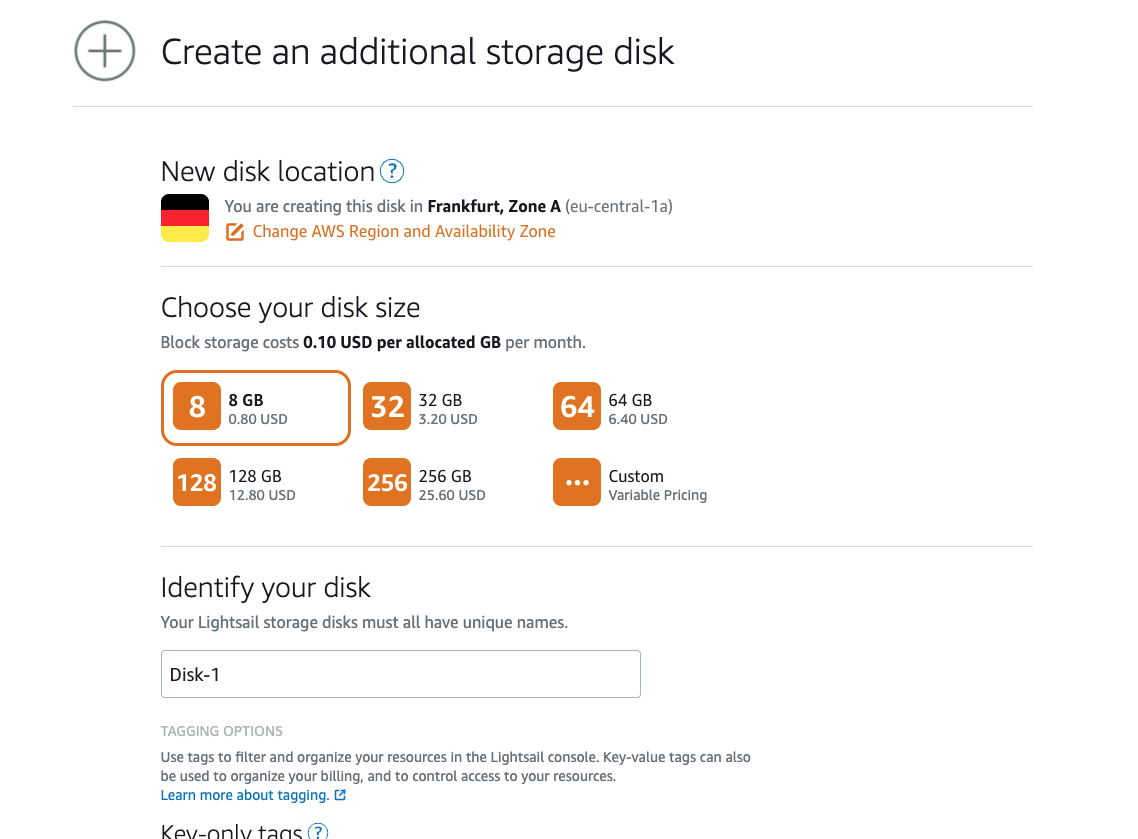 Create an additional storage disk
New disk location ?
You are creating this disk in Frankfurt, Zone A (eu-central-1a)
Change AWS Region and Availability Zone
Choose your disk size
Block storage costs 0.10 USD per allocated GB per month.
8 8 GB 32 32 GB 64 64 GB
0.80 USD 3.20 USD 6.40 USD
128 128 GB 256 256 GB ... Custom
12.80 USD 25.60 USD Variable Pricing
Identify your disk
Your Lightsail storage disks must all have unique names.
Disk-1
TAGGING OPTIONS
Use tags to filter and organize your resources in the Lightsail console. Key-value tags can also
be used to organize your billing, and to control access to your resources.
Learn more about tagging.
Key-only tags ?